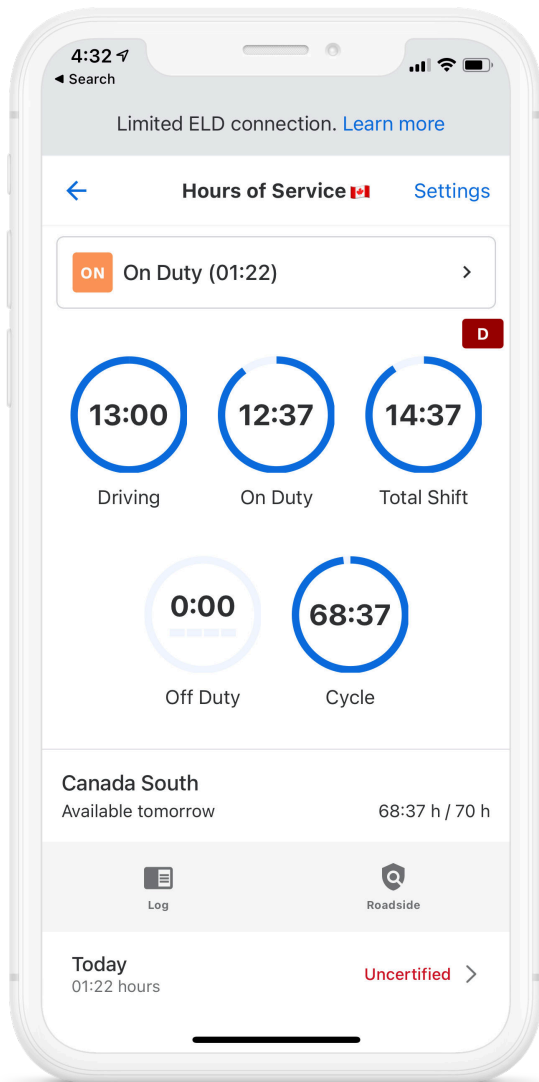 4:32
◀ Search
Limited ELD connection. Learn more
Hours of Service 🇨🇦 Settings
ON On Duty (01:22)
D
13:00 12:37 14:37
Driving On Duty Total Shift
0:00 68:37
Off Duty Cycle
Canada South
Available tomorrow 68:37 h / 70 h
Log Roadside
Today Uncertified
01:22 hours